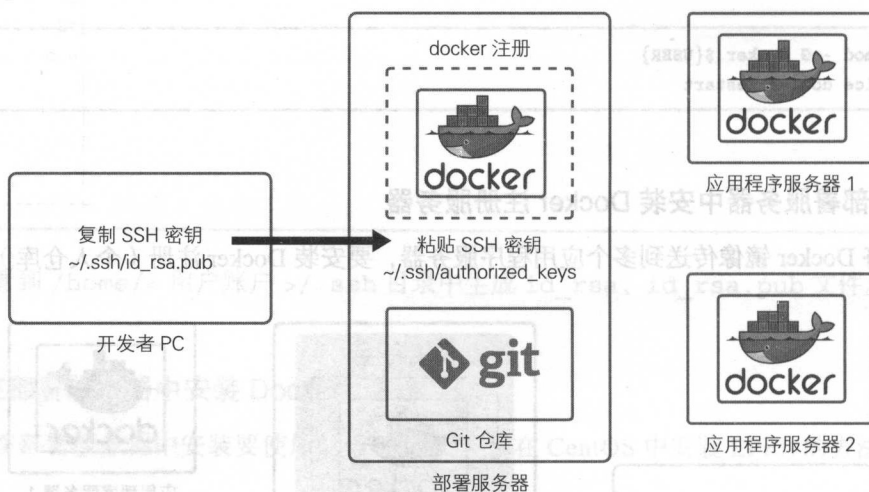 docker 注册
docker
粘贴 SSH 密钥
~/.ssh/authorized_keys
git
Git 仓库
部署服务器
复制 SSH 密钥
~/.ssh/id_rsa.pub
开发者 PC
docker
应用程序服务器 1
docker
应用程序服务器 2